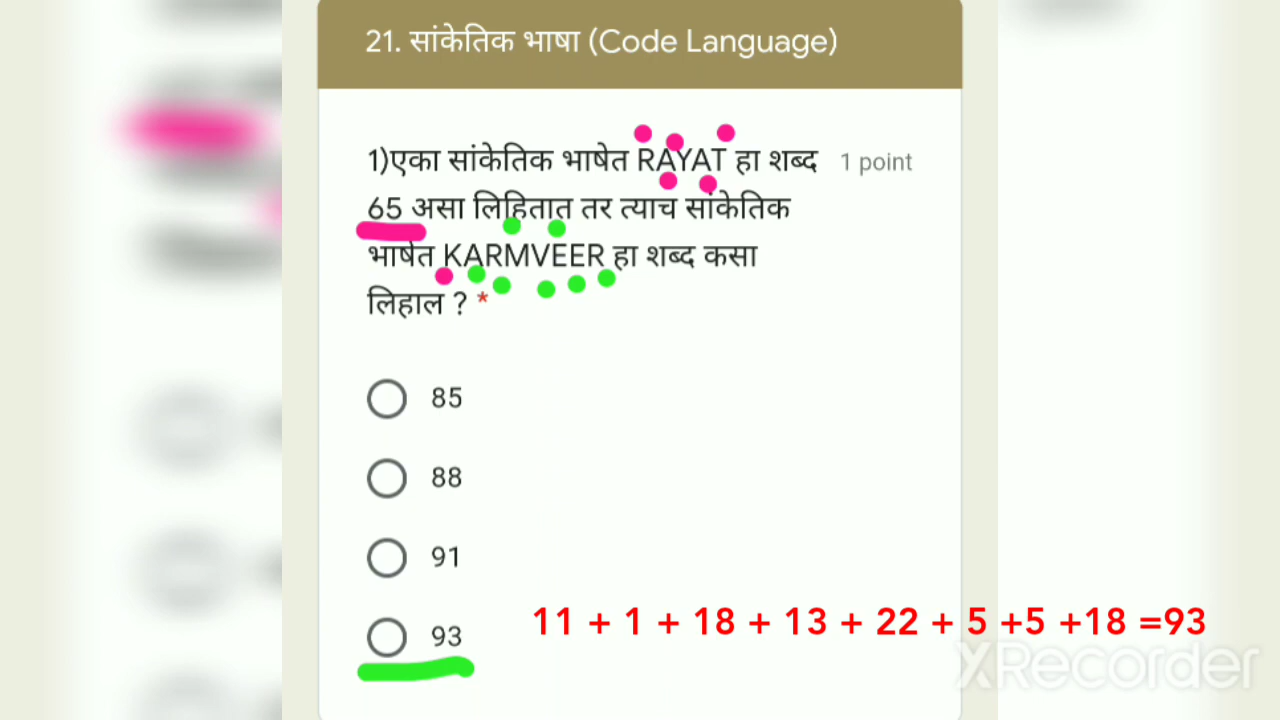 21. सांकेतिक भाषा (Code Language)
1)एका सांकेतिक भाषेत RAYAT हा शब्द 1 point
65 असा लिहितात तर त्याच सांकेतिक
भाषेत KARMVEER हा शब्द कसा
लिहाल ? *
85
88
91
93
11 + 1 + 18 + 13 + 22 + 5 +5 +18 =93
XRecorder